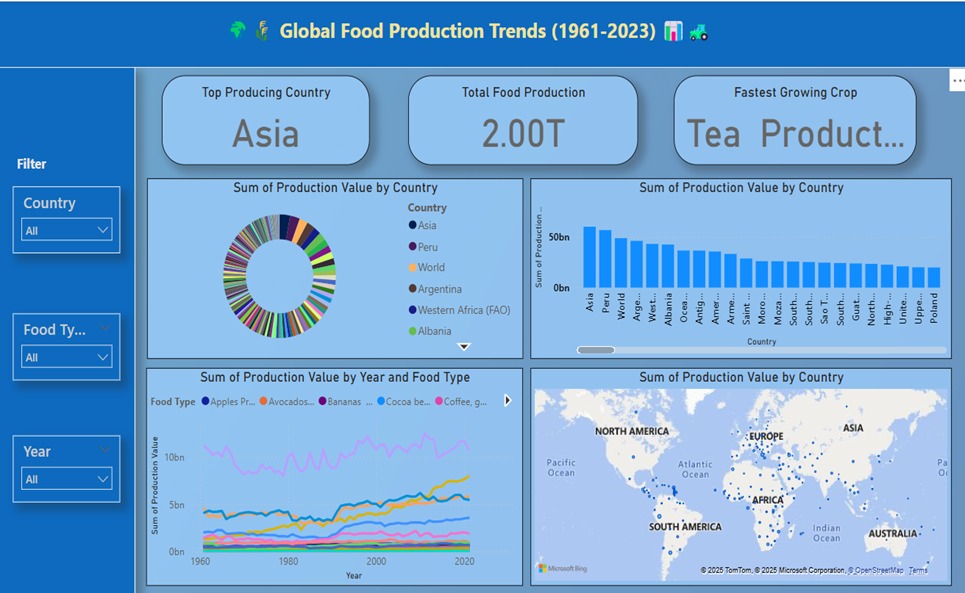 Global Food Production Trends (1961-2023)
Top Producing Country
Asia
Total Food Production
2.00T
Fastest Growing Crop
Tea Product...
Filter
Country
All
Food Ty...
All
Year
All
Sum of Production Value by Country
Country
Asia
Peru
World
Argentina
Western Africa (FAO)
Albania
Sum of Production Value by Country
Sum of Production ...
50bn
0bn
Asia
Peru
World
Arge...
West...
Albania
Ocea...
Antig...
Amer...
Arme...
Saint ...
Moro...
Moza...
South...
South...
Sao T...
South...
Guat...
North...
High-...
Unite...
Uppe...
Poland
Country
Sum of Production Value by Year and Food Type
Food Type Apples Pr... Avocados... Bananas ... Cocoa be... Coffee, g...
Sum of Production Value
10bn
5bn
0bn
1960 1980 2000 2020
Year
Sum of Production Value by Country
NORTH AMERICA
EUROPE
ASIA
Pacific
Ocean
Atlantic
Ocean
Pa
O
AFRICA
SOUTH AMERICA
Indian
Ocean
AUSTRALIA
Microsoft Bing
© 2025 TomTom, © 2025 Microsoft Corporation, © OpenStreetMap Terms